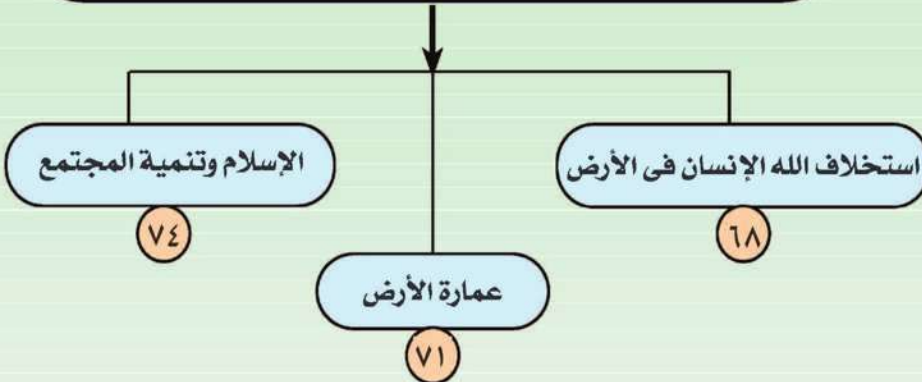 استخلاف الله الإنسان فى الأرض
٦٨
عمارة الأرض
٧١
الإسلام وتنمية المجتمع
٧٤